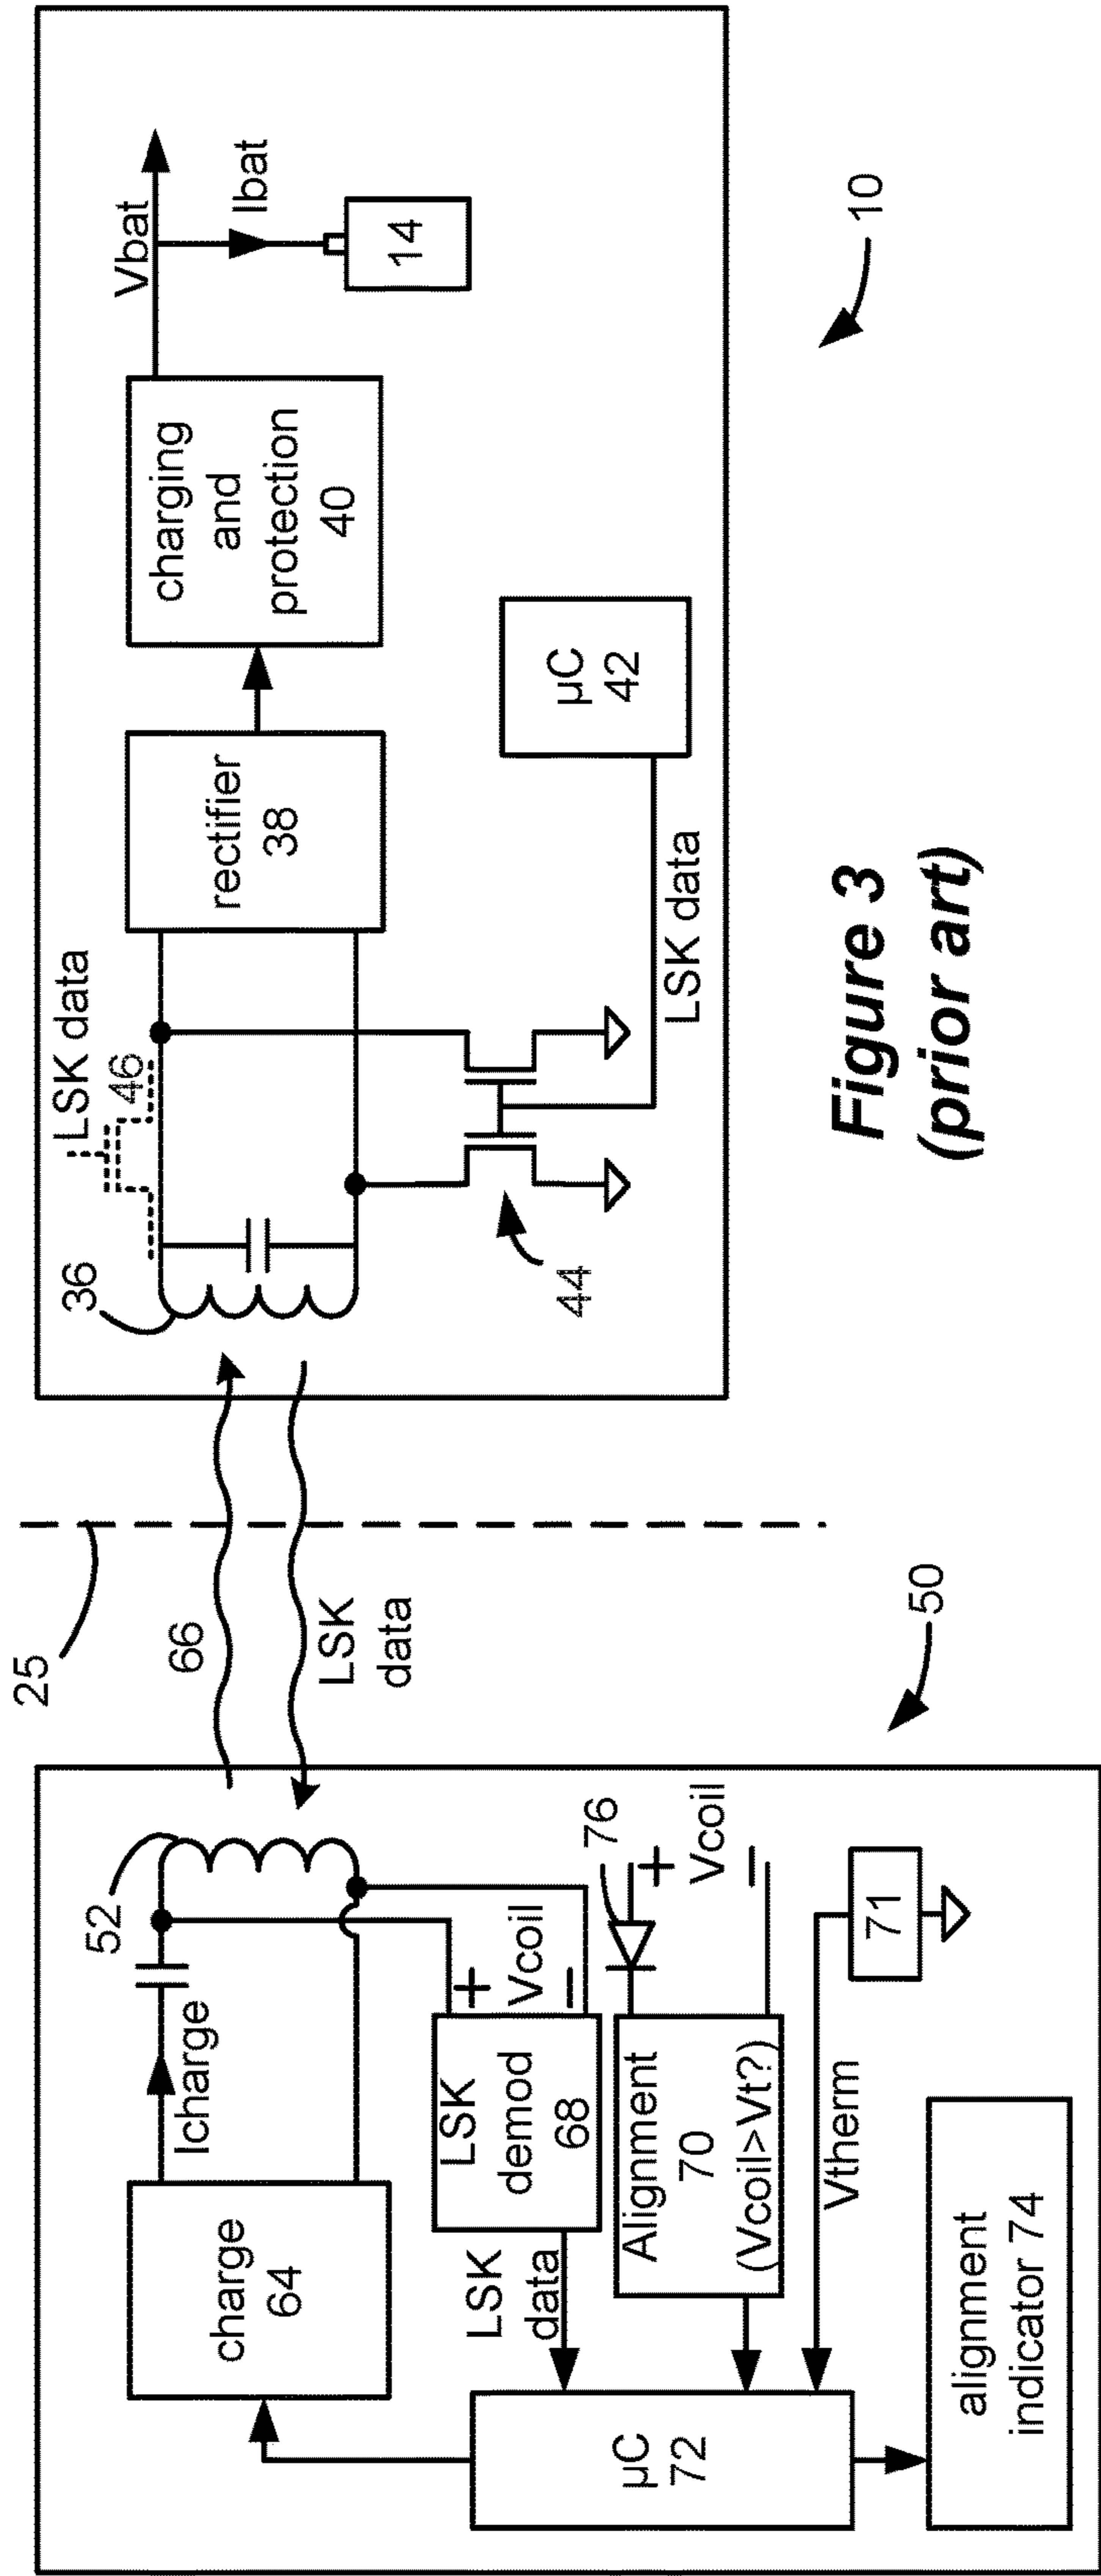 25
66
LSK
data
50
charge
64
Icharge
52
+
Vcoil
−
LSK
demod
68
LSK
data
Alignment
70
(Vcoil>Vt?)
76
+
Vcoil
−
µC
72
Vtherm
71
alignment
indicator 74
36
LSK data
46
44
rectifier
38
charging
and
protection
40
Vbat
Ibat
14
µC
42
LSK data
10
Figure 3
(prior art)